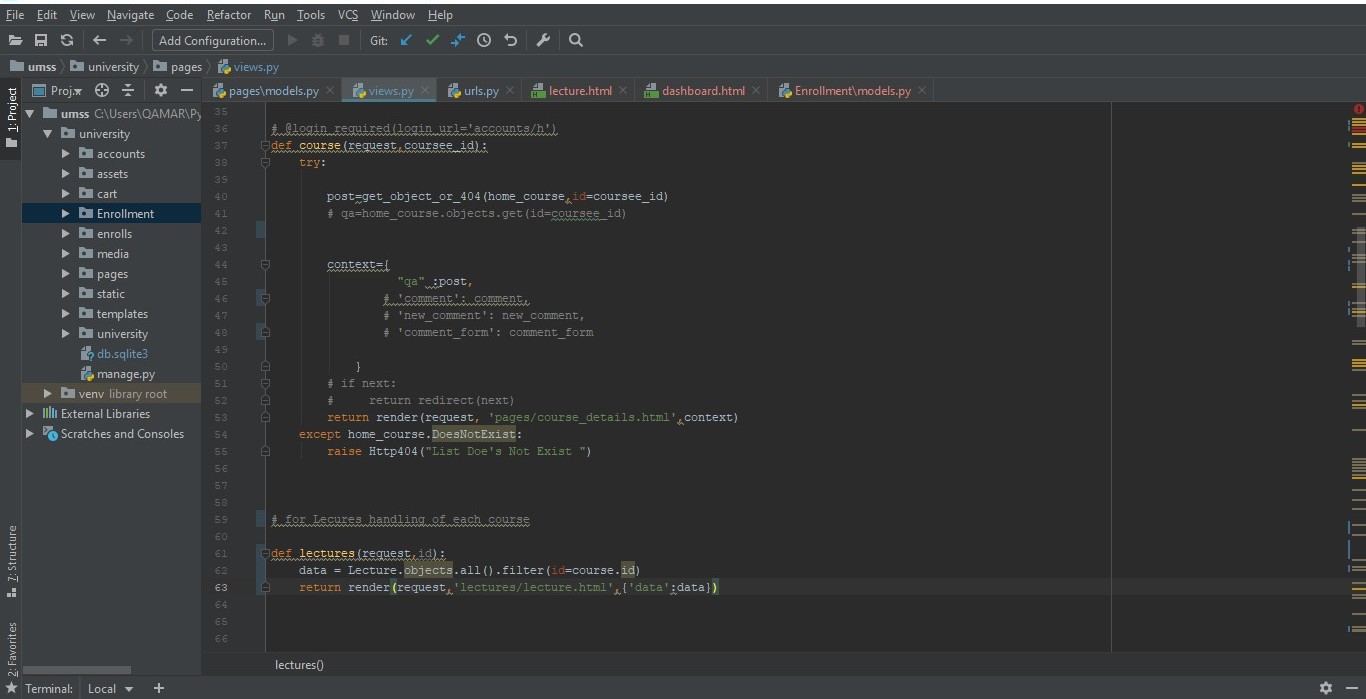 File Edit View Navigate Code Refactor Run Tools VCS Window Help
Add Configuration... Git:
umss university pages views.py
1: Project
Proj.. pages\models.py views.py urls.py lecture.html dashboard.html Enrollment\models.py
umss C:\Users\QAMAR\Py
university
accounts
assets
cart
Enrollment
enrolls
media
pages
static
templates
university
db.sqlite3
manage.py
venv library root
External Libraries
Scratches and Consoles
7: Structure
2: Favorites
35
36 # @login_required(login_url='accounts/h')
37 def course(request,coursee_id):
38 try:
39
40 post=get_object_or_404(home_course,id=coursee_id)
41 # qa=home_course.objects.get(id=coursee_id)
42
43
44 context={
45 "qa" :post,
46 # 'comment': comment,
47 # 'new_comment': new_comment,
48 # 'comment_form': comment_form
49
50 }
51 # if next:
52 # return redirect(next)
53 return render(request, 'pages/course_details.html',context)
54 except home_course.DoesNotExist:
55 raise Http404("List Doe's Not Exist ")
56
57
58
59 # for Lecures handling of each course
60
61 def lectures(request,id):
62 data = Lecture.objects.all().filter(id=course.id)
63 return render(request,'lectures/lecture.html',{'data':data})
64
65
66
lectures()
Terminal: Local +